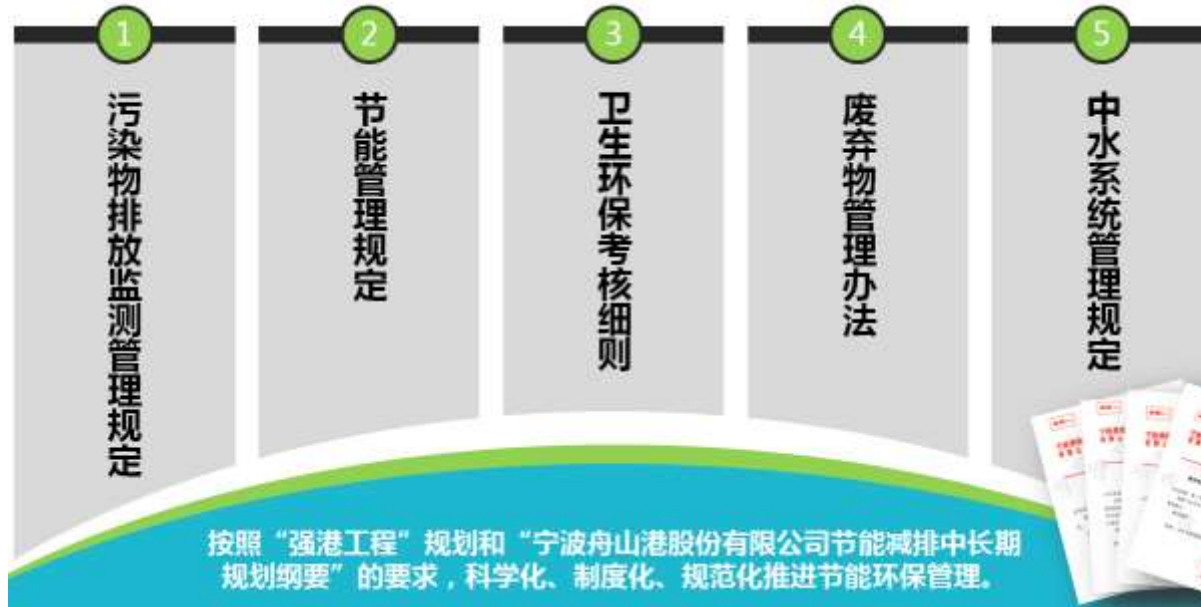 1
污染物排放监测管理规定
2
节能管理规定
3
卫生环保考核细则
4
废弃物管理办法
5
中水系统管理规定
按照“强港工程”规划和“宁波舟山港股份有限公司节能减排中长期
规划纲要”的要求，科学化、制度化、规范化推进节能环保管理。